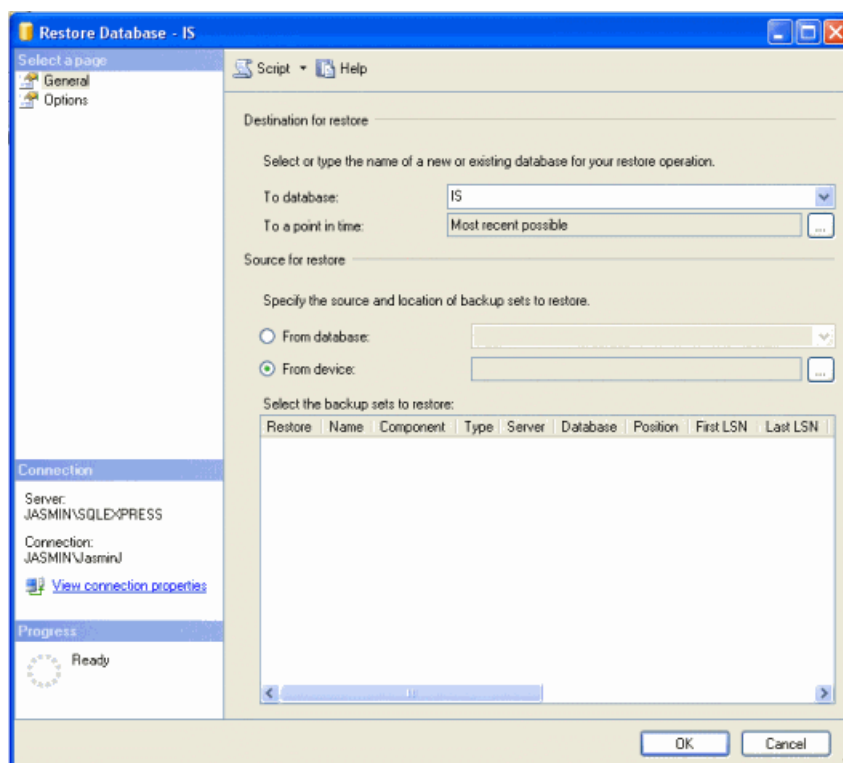 Restore Database - IS
Select a page
General
Options
Script
Help
Destination for restore
Select or type the name of a new or existing database for your restore operation.
To database:
IS
To a point in time:
Most recent possible
...
Source for restore
Specify the source and location of backup sets to restore.
From database:
From device:
...
Select the backup sets to restore:
Restore Name Component Type Server Database Position First LSN Last LSN
Connection
Server:
JASMIN\SQLEXPRESS
Connection:
JASMIN\JasminJ
View connection properties
Progress
Ready
OK
Cancel